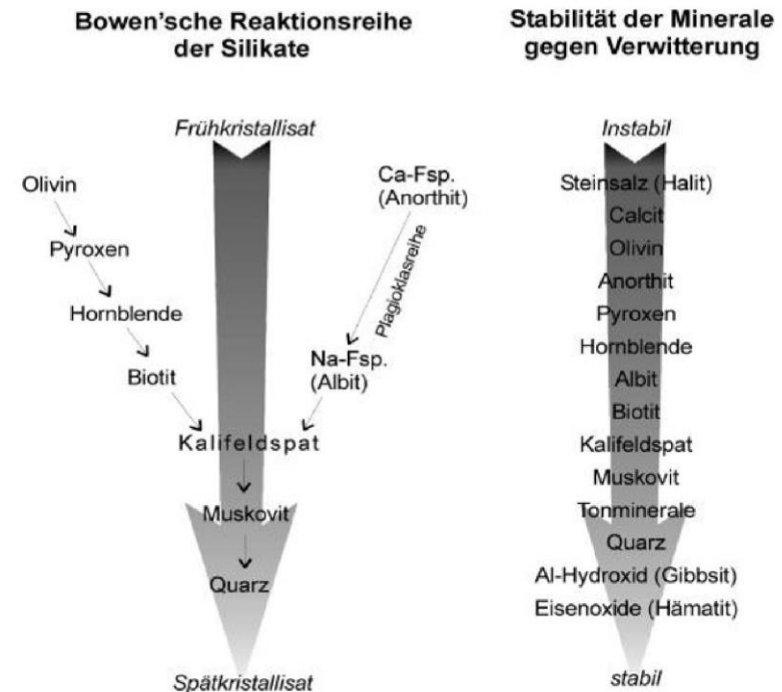 Bowen'sche Reaktionsreihe
der Silikate
Frühkristallisat
Olivin
Pyroxen
Hornblende
Biotit
Ca-Fsp.
(Anorthit)
Plagioklasreihe
Na-Fsp.
(Albit)
Kalifeldspat
Muskovit
Quarz
Spätkristallisat
Stabilität der Minerale
gegen Verwitterung
Instabil
Steinsalz (Halit)
Calcit
Olivin
Anorthit
Pyroxen
Hornblende
Albit
Biotit
Kalifeldspat
Muskovit
Tonminerale
Quarz
Al-Hydroxid (Gibbsit)
Eisenoxide (Hämatit)
stabil